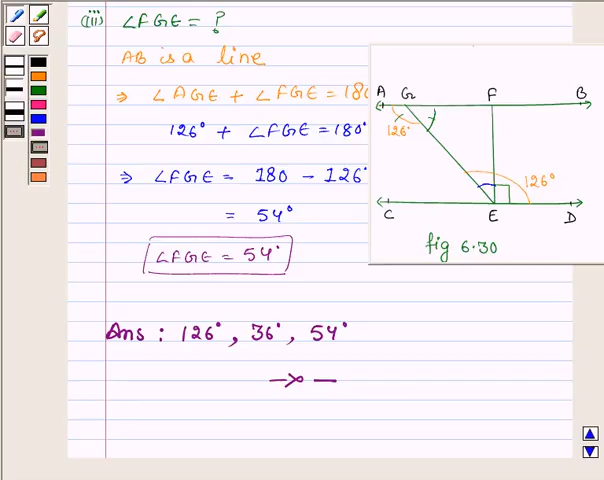 (iii) ∠FGE = ?
AB is a line
⇒ ∠AGE + ∠FGE = 180
126° + ∠FGE = 180°
⇒ ∠FGE = 180 - 126°
= 54°
∠FGE = 54°
Ans : 126°, 36°, 54°
A G F B
126°
126°
C E D
fig 6.30